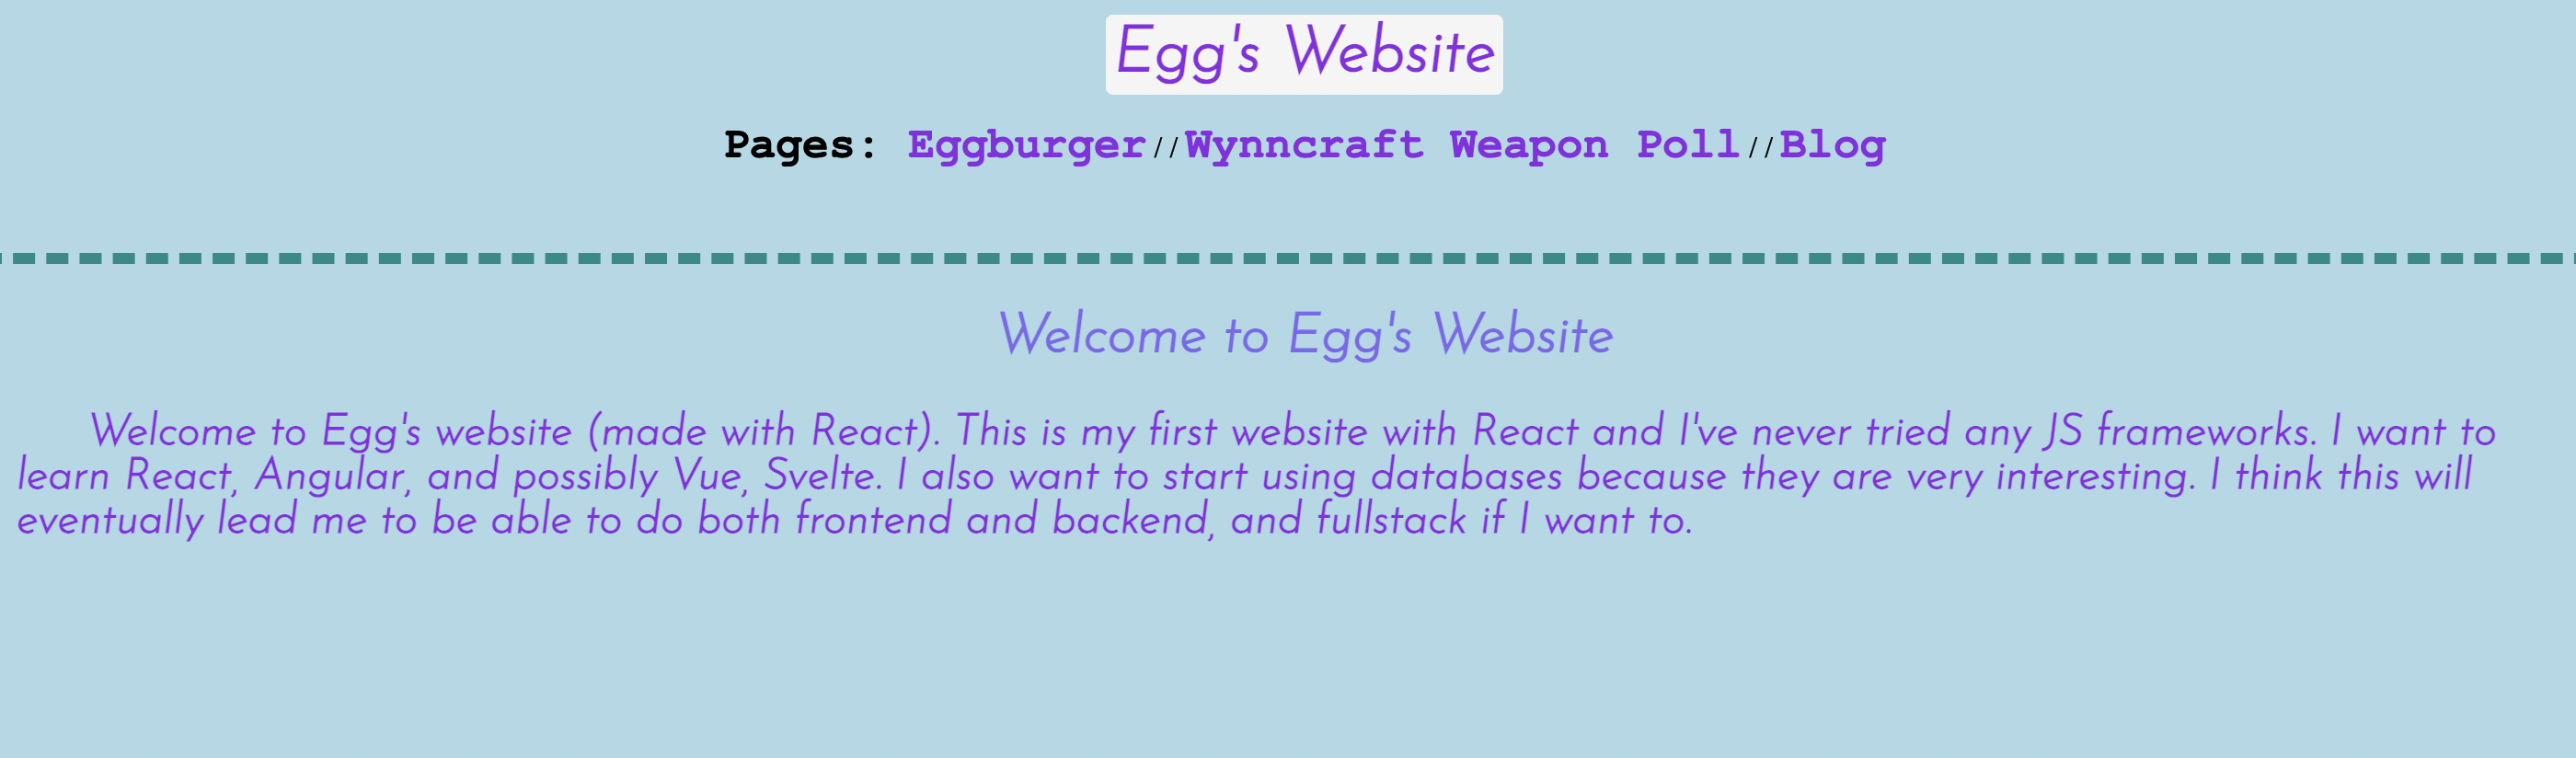 Egg's Website
Pages: Eggburger//Wynncraft Weapon Poll//Blog
Welcome to Egg's Website
Welcome to Egg's website (made with React). This is my first website with React and I've never tried any JS frameworks. I want to
learn React, Angular, and possibly Vue, Svelte. I also want to start using databases because they are very interesting. I think this will
eventually lead me to be able to do both frontend and backend, and fullstack if I want to.